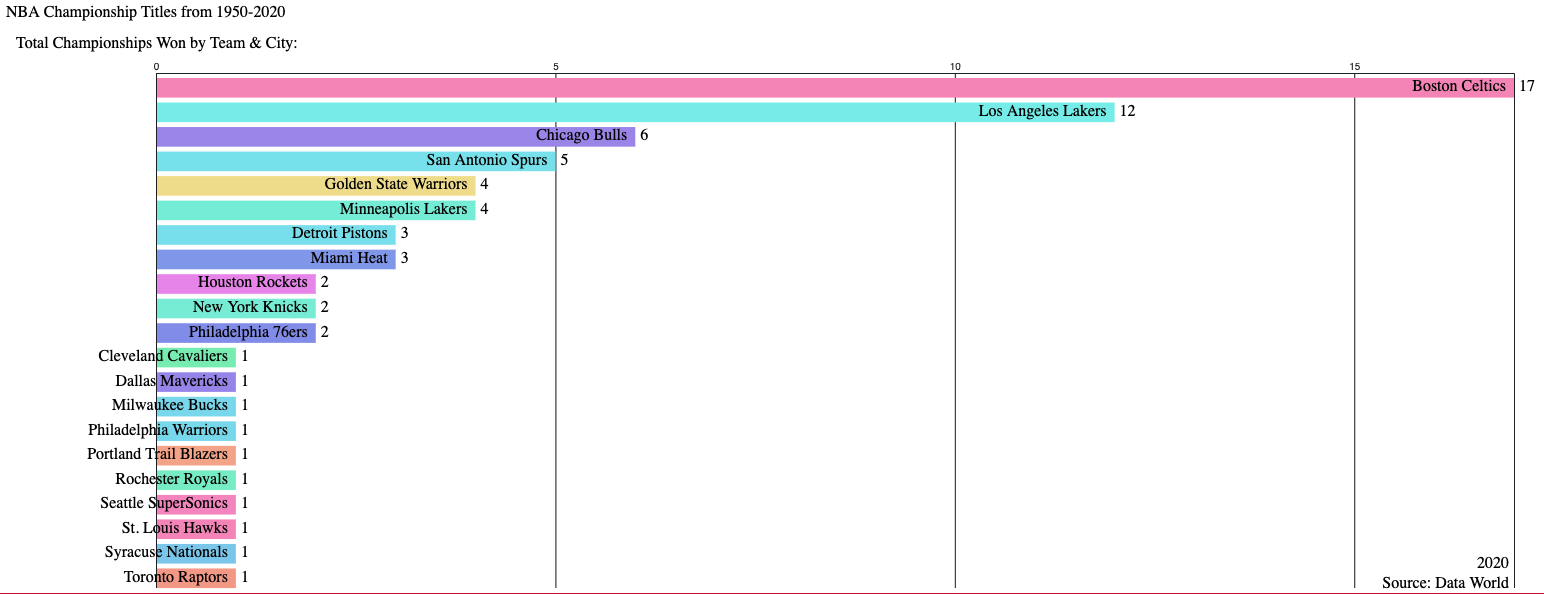 NBA Championship Titles from 1950-2020
Total Championships Won by Team & City:
0 5 10 15
Boston Celtics 17
Los Angeles Lakers 12
Chicago Bulls 6
San Antonio Spurs 5
Golden State Warriors 4
Minneapolis Lakers 4
Detroit Pistons 3
Miami Heat 3
Houston Rockets 2
New York Knicks 2
Philadelphia 76ers 2
Cleveland Cavaliers 1
Dallas Mavericks 1
Milwaukee Bucks 1
Philadelphia Warriors 1
Portland Trail Blazers 1
Rochester Royals 1
Seattle SuperSonics 1
St. Louis Hawks 1
Syracuse Nationals 1
Toronto Raptors 1
2020
Source: Data World